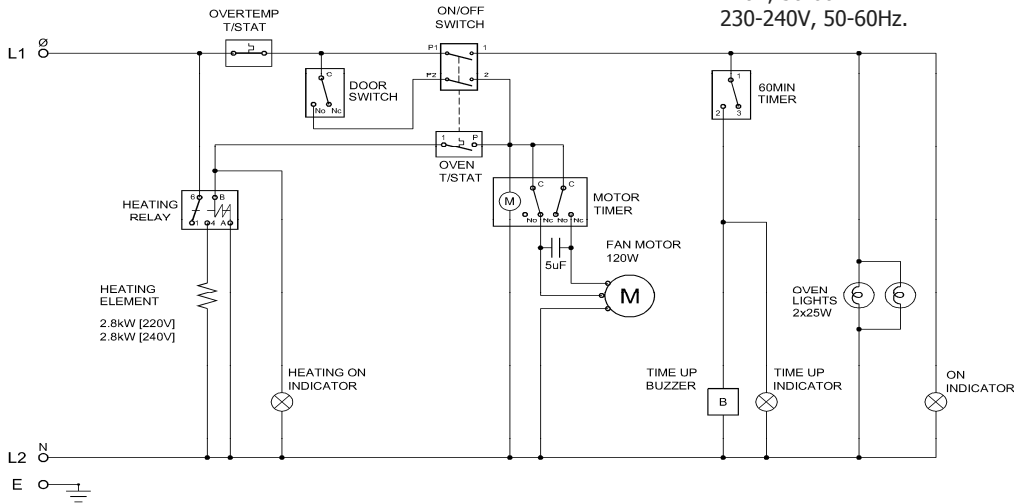 230-240V, 50-60Hz.
OVERTEMP
T/STAT
ON/OFF
SWITCH
L1
Ø
P1
1
P2
2
C
DOOR
SWITCH
No Nc
1
60MIN
TIMER
2
3
1
P
OVEN
T/STAT
HEATING
RELAY
6
B
1
4
A
M
C
C
MOTOR
TIMER
No
Nc
No
Nc
5uF
FAN MOTOR
120W
M
HEATING
ELEMENT
2.8kW [220V]
2.8kW [240V]
OVEN
LIGHTS
2x25W
HEATING ON
INDICATOR
TIME UP
BUZZER
B
TIME UP
INDICATOR
ON
INDICATOR
L2
N
E